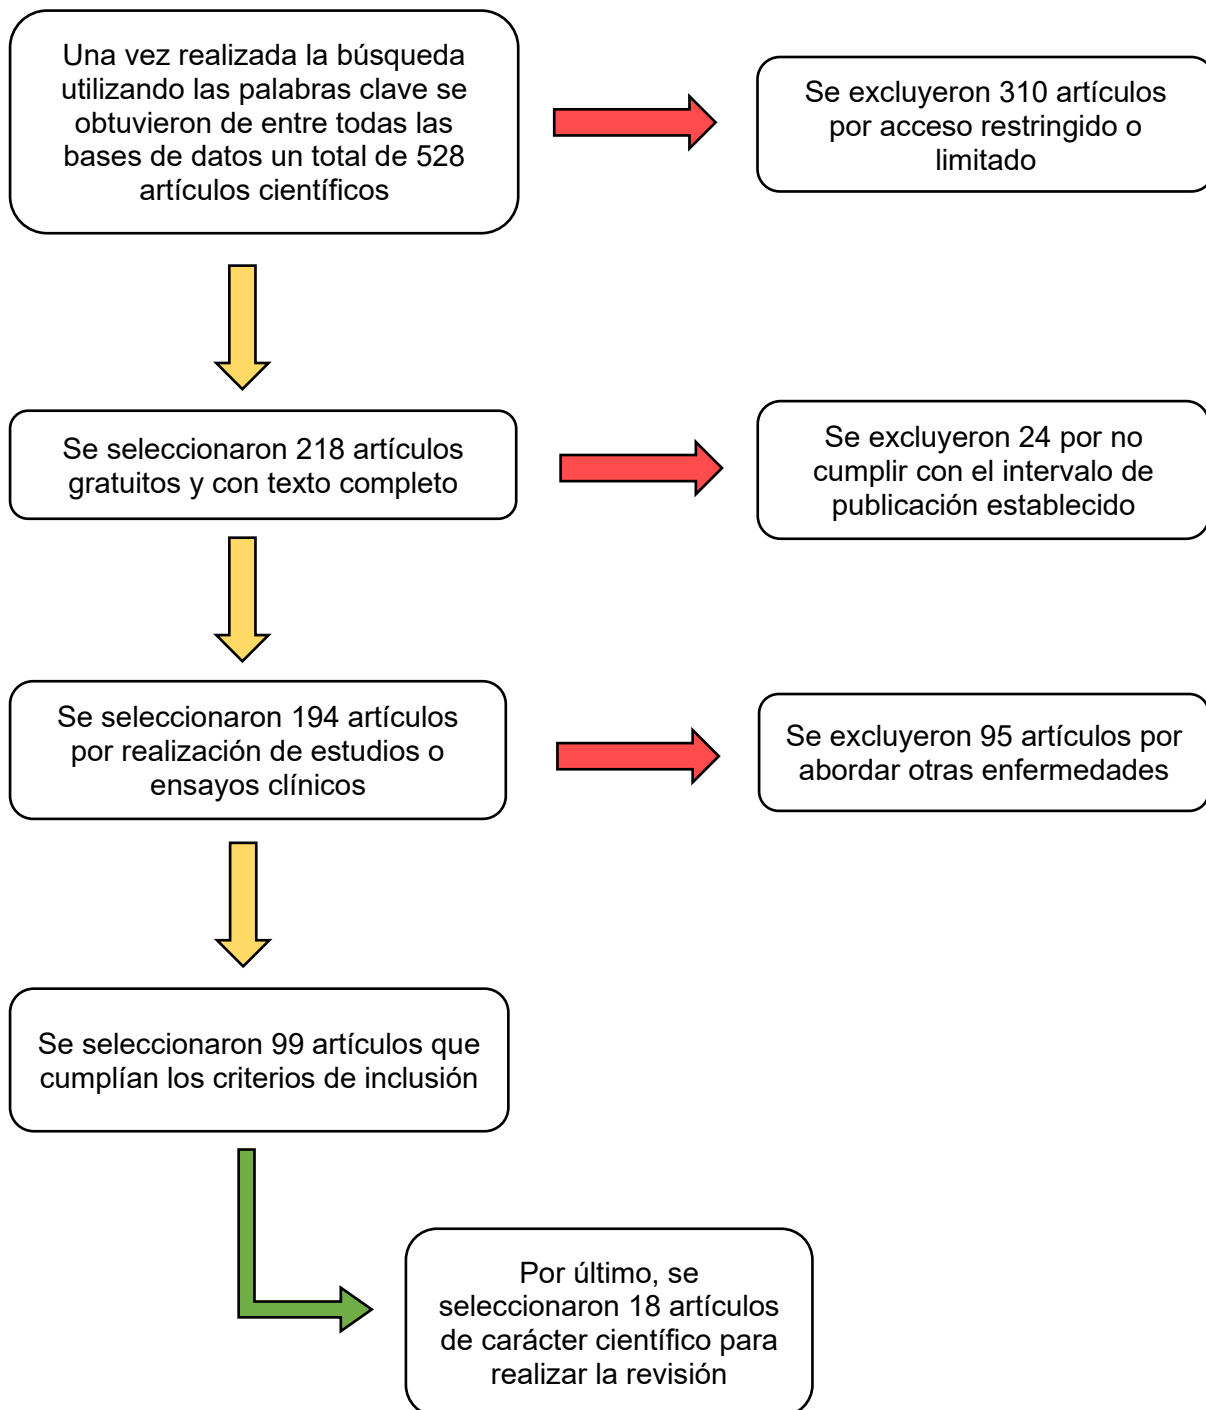 Una vez realizada la búsqueda
utilizando las palabras clave se
obtuvieron de entre todas las
bases de datos un total de 528
artículos científicos
Se excluyeron 310 artículos
por acceso restringido o
limitado
Se seleccionaron 218 artículos
gratuitos y con texto completo
Se excluyeron 24 por no
cumplir con el intervalo de
publicación establecido
Se seleccionaron 194 artículos
por realización de estudios o
ensayos clínicos
Se excluyeron 95 artículos por
abordar otras enfermedades
Se seleccionaron 99 artículos que
cumplían los criterios de inclusión
Por último, se
seleccionaron 18 artículos
de carácter científico para
realizar la revisión